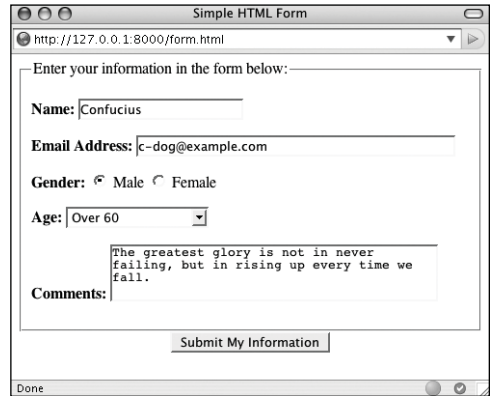 Simple HTML Form
http://127.0.0.1:8000/form.html
Enter your information in the form below:
Name: Confucius
Email Address: c-dog@example.com
Gender: Male Female
Age: Over 60
The greatest glory is not in never
failing, but in rising up every time we
fall.
Comments:
Submit My Information
Done